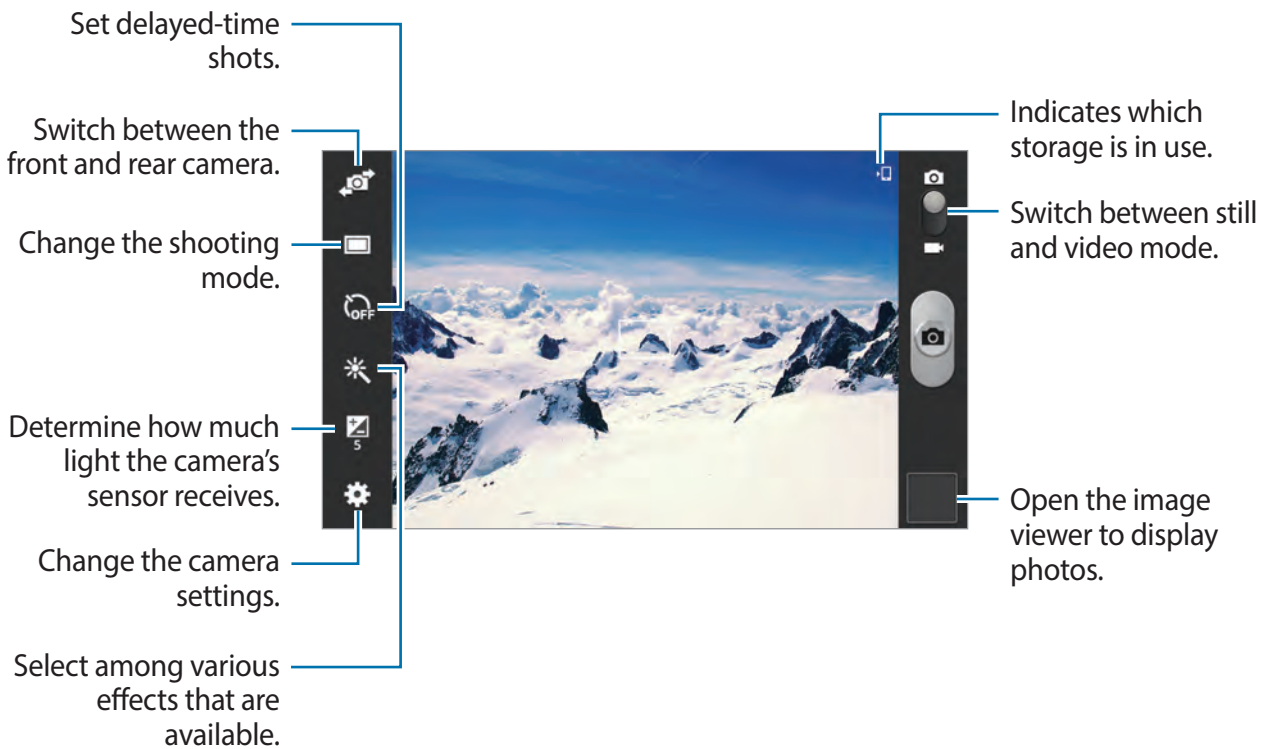 Set delayed-time
shots.
Switch between the
front and rear camera.
Change the shooting
mode.
Determine how much
light the camera’s
sensor receives.
Change the camera
settings.
Select among various
effects that are
available.
OFF
5
Indicates which
storage is in use.
Switch between still
and video mode.
Open the image
viewer to display
photos.